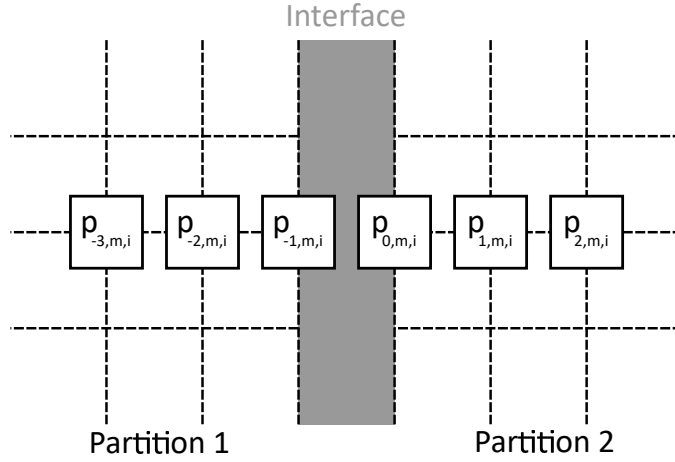 Interface
p-3,m,i p-2,m,i p-1,m,i p0,m,i p1,m,i p2,m,i
Partition 1 Partition 2